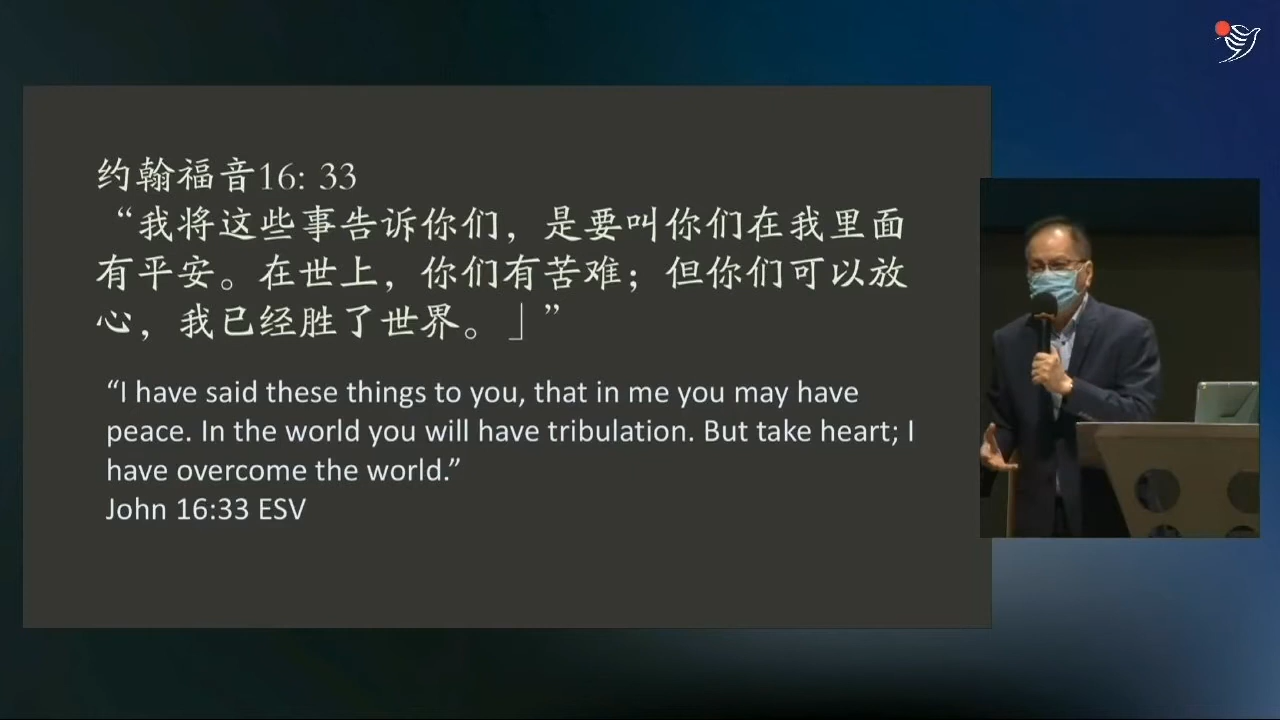 约翰福音16: 33
“我将这些事告诉你们，是要叫你们在我里面
有平安。在世上，你们有苦难；但你们可以放
心，我已经胜了世界。」”
“I have said these things to you, that in me you may have
peace. In the world you will have tribulation. But take heart; I
have overcome the world.”
John 16:33 ESV